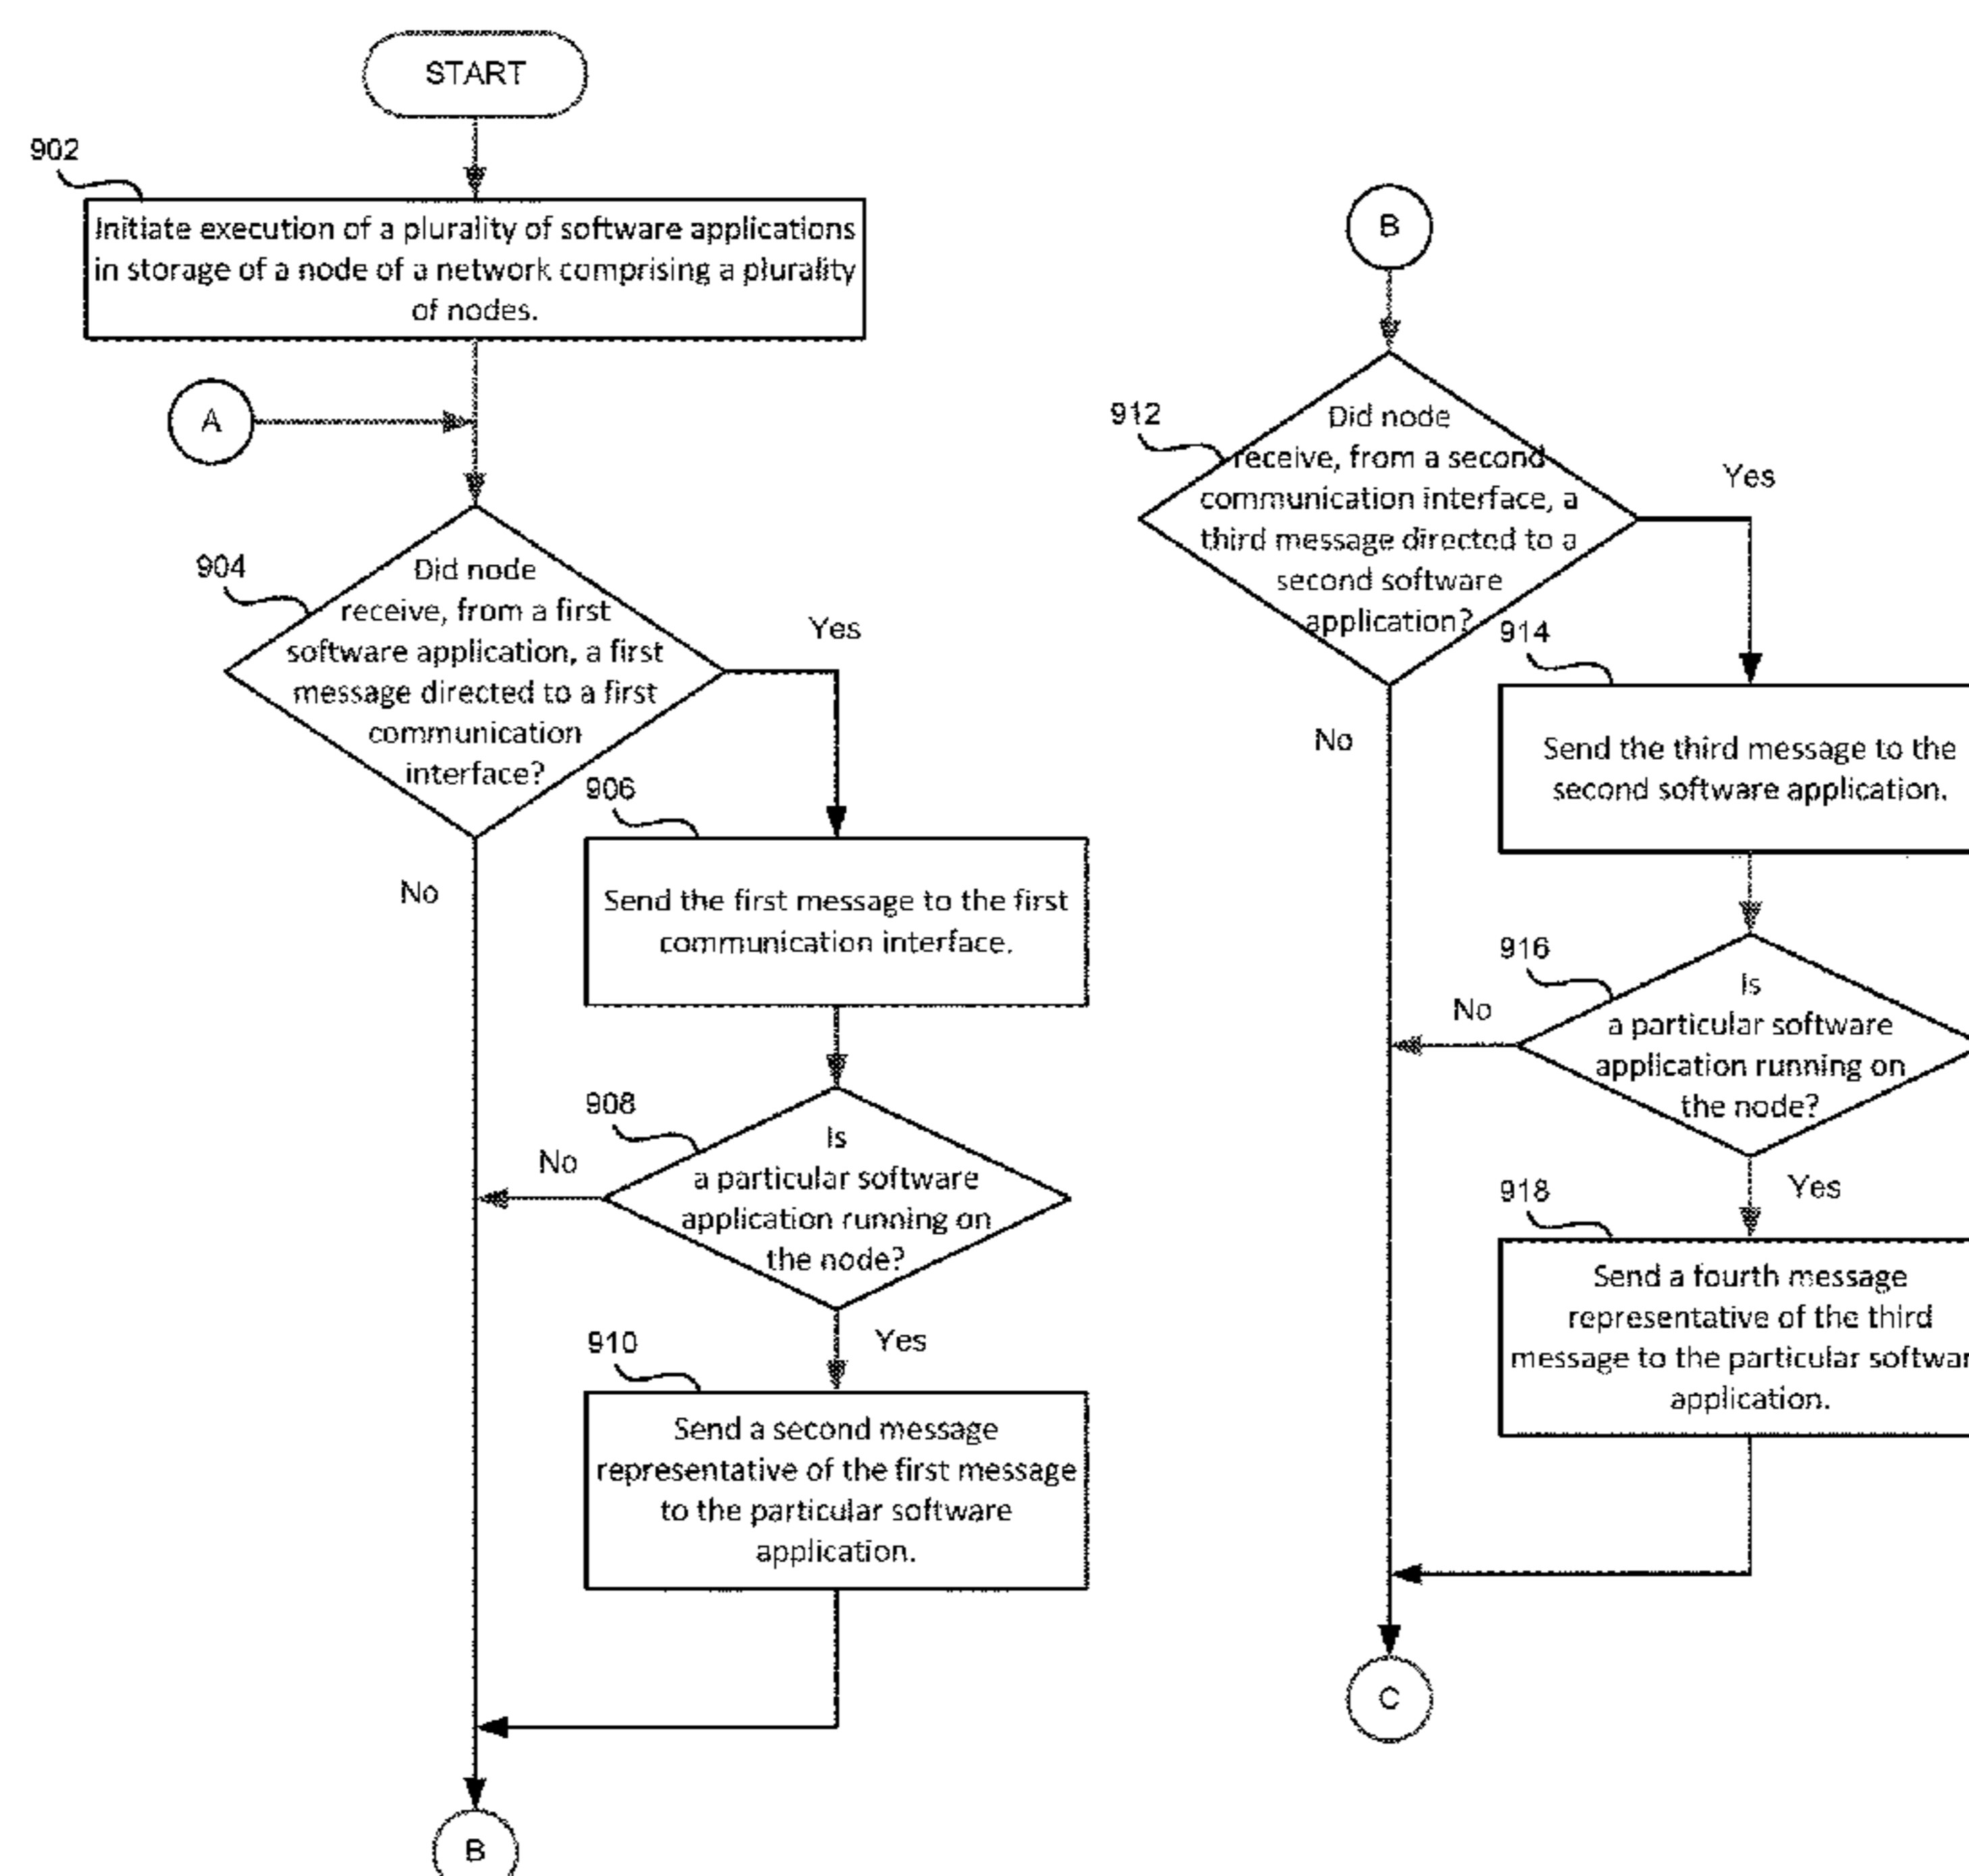 START
902
Initiate execution of a plurality of software applications
in storage of a node of a network comprising a plurality
of nodes.
A
904
Did node
receive, from a first
software application, a first
message directed to a first
communication
interface?
Yes
No
906
Send the first message to the first
communication interface.
908
Is
a particular software
application running on
the node?
No
Yes
910
Send a second message
representative of the first message
to the particular software
application.
B
B
912
Did node
receive, from a second
communication interface, a
third message directed to a
second software
application?
Yes
No
914
Send the third message to the
second software application.
916
Is
a particular software
application running on
the node?
No
Yes
918
Send a fourth message
representative of the third
message to the particular
application.
C